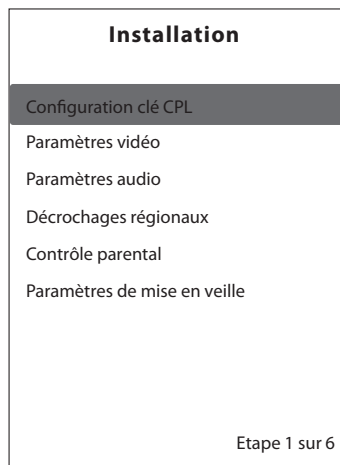 Installation
Configuration clé CPL
Paramètres vidéo
Paramètres audio
Décrochages régionaux
Contrôle parental
Paramètres de mise en veille
Etape 1 sur 6